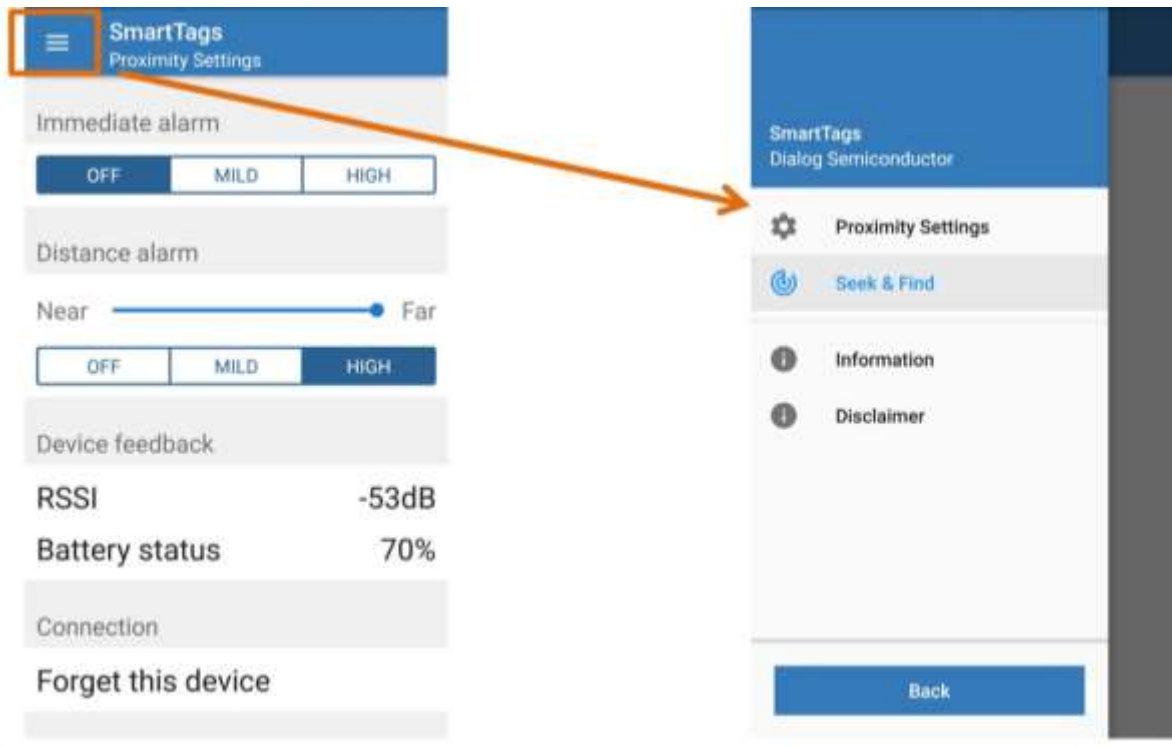 SmartTags
Proximity Settings
Immediate alarm
OFF MILD HIGH
Distance alarm
Near Far
OFF MILD HIGH
Device feedback
RSSI -53dB
Battery status 70%
Connection
Forget this device
SmartTags
Dialog Semiconductor
Proximity Settings
Seek & Find
Information
Disclaimer
Back